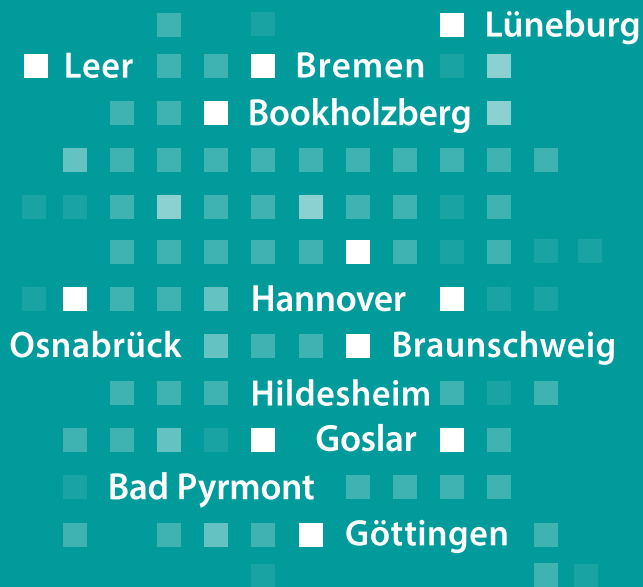 Lüneburg
Leer
Bremen
Bookholzberg
Hannover
Osnabrück
Braunschweig
Hildesheim
Goslar
Bad Pyrmont
Göttingen